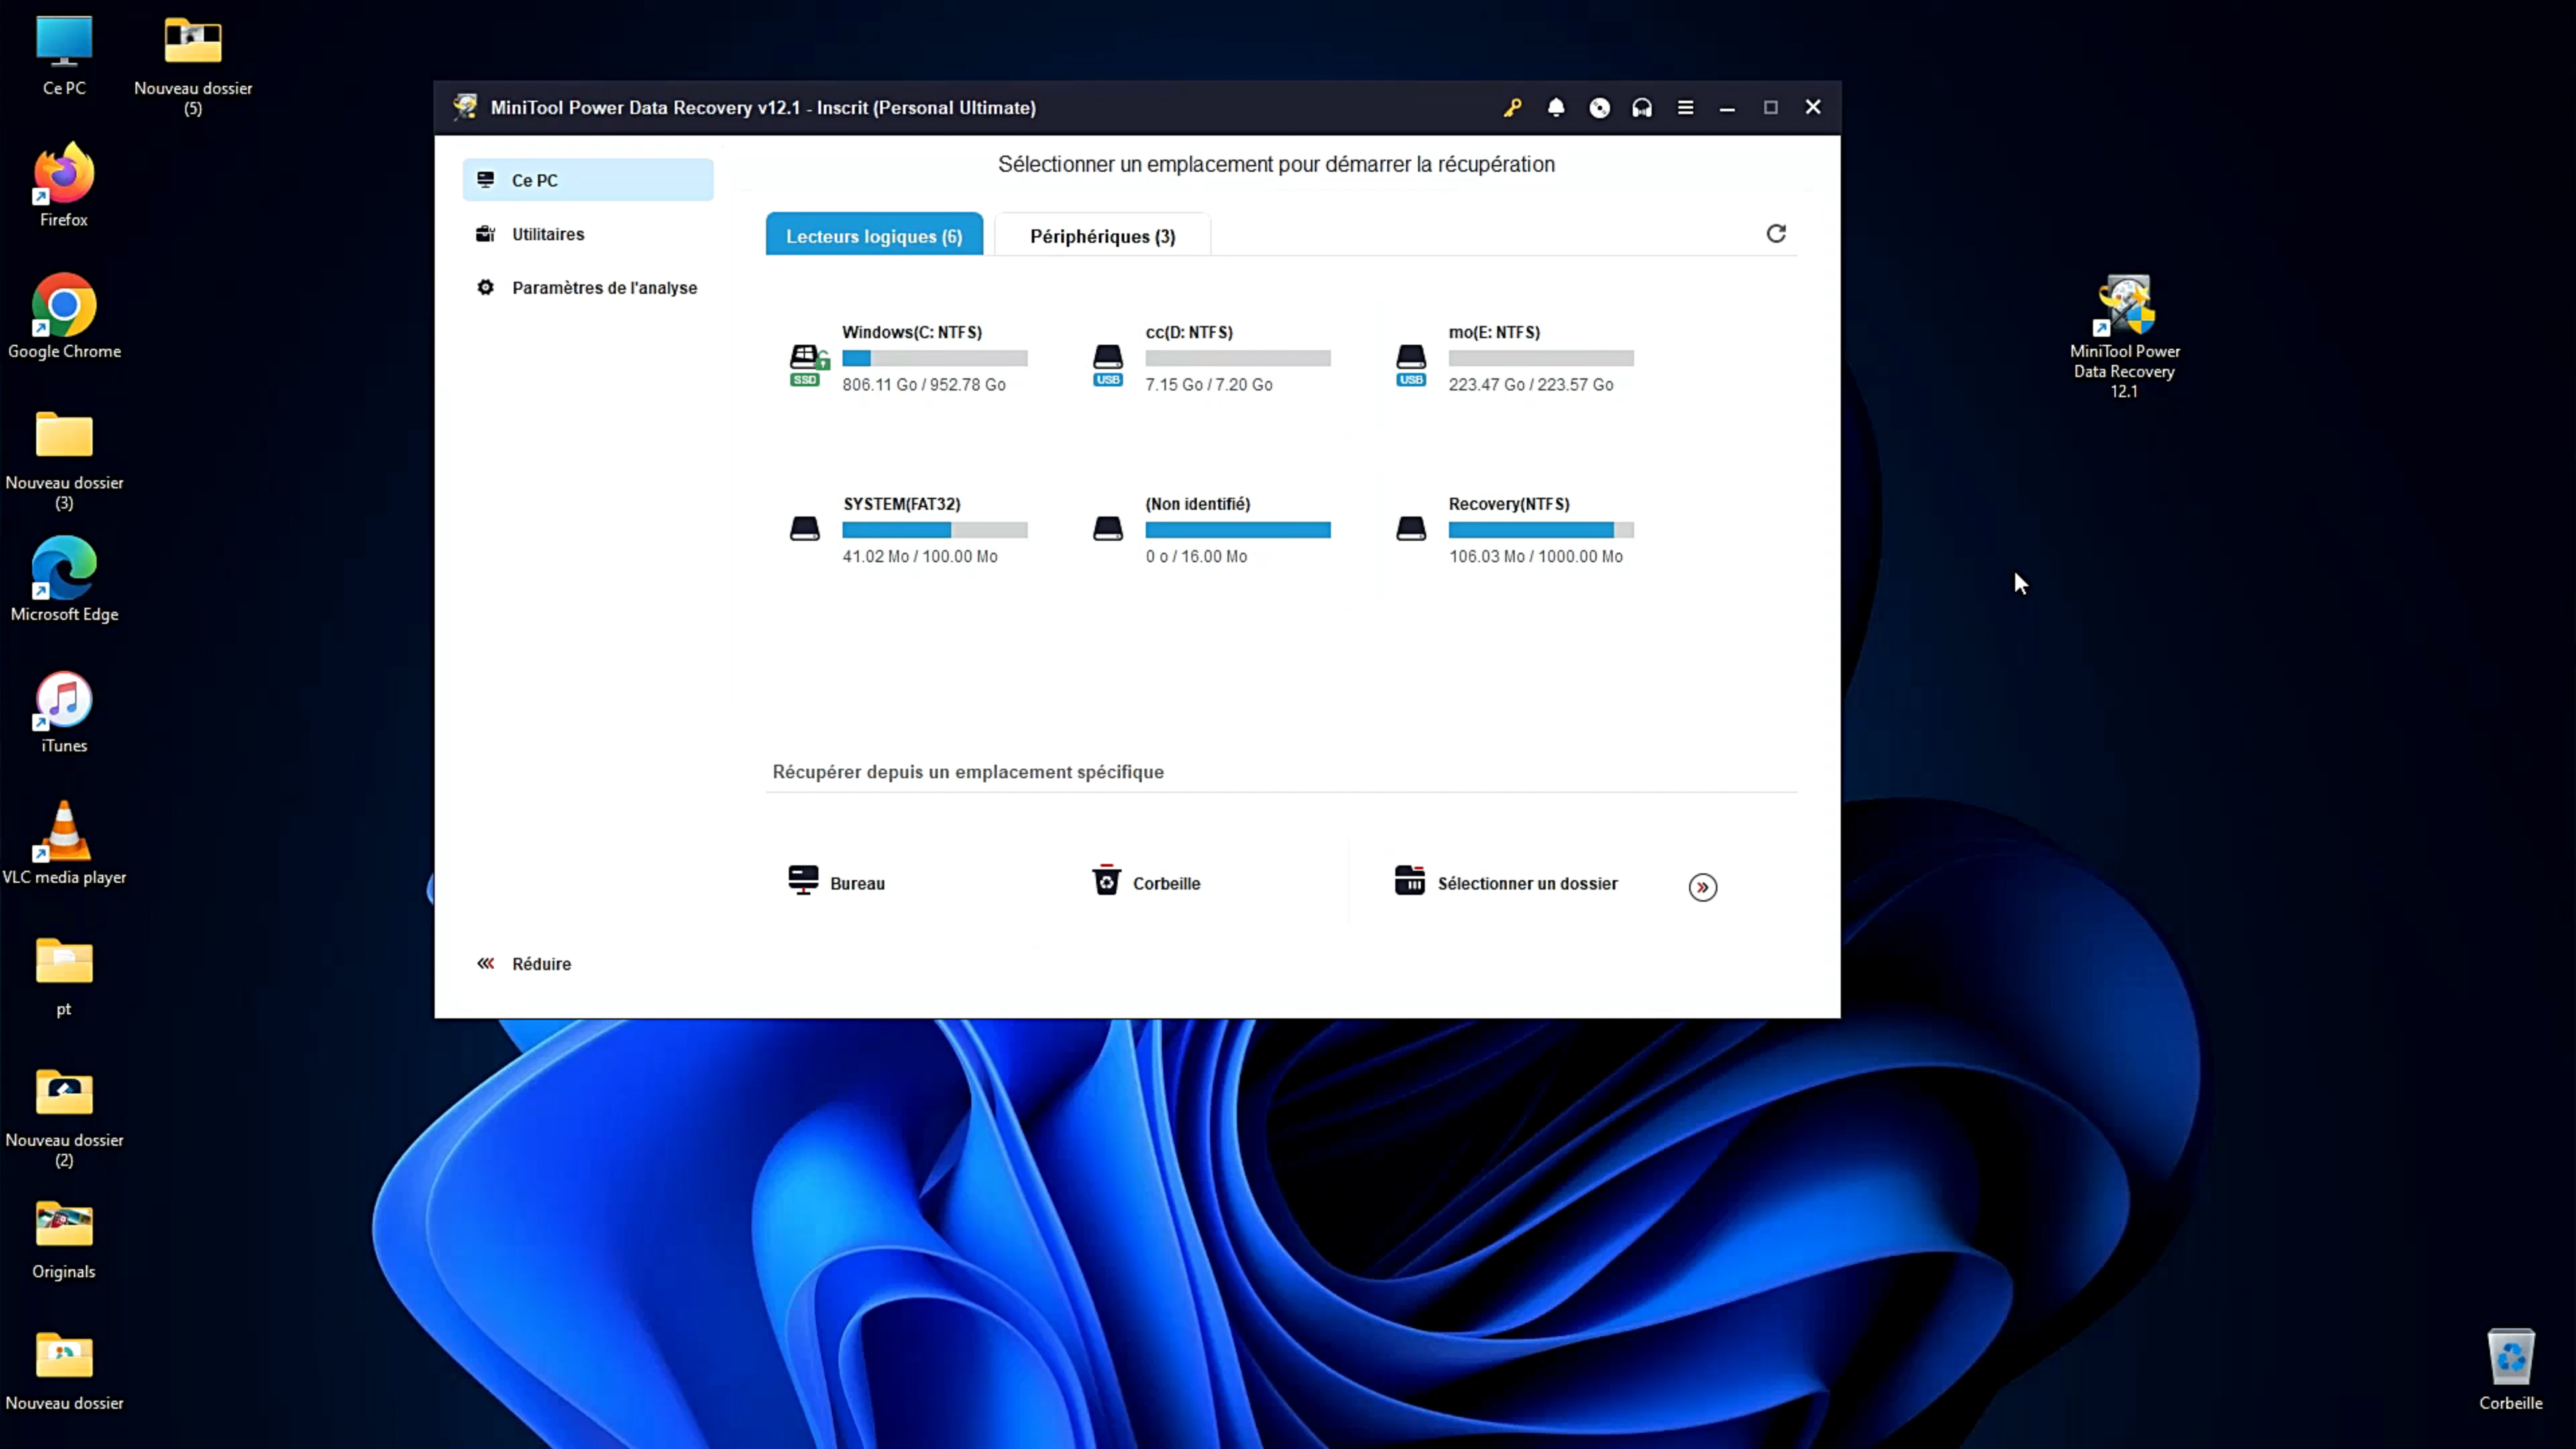 Ce PC
Nouveau dossier
(5)
Firefox
Google Chrome
Nouveau dossier
(3)
Microsoft Edge
iTunes
VLC media player
pt
Nouveau dossier
(2)
Originals
Nouveau dossier
MiniTool Power Data Recovery v12.1 - Inscrit (Personal Ultimate)
Ce PC
Utilitaires
Paramètres de l'analyse
Réduire
Sélectionner un emplacement pour démarrer la récupération
Lecteurs logiques (6)
Périphériques (3)
Windows(C: NTFS)
SSD
806.11 Go / 952.78 Go
cc(D: NTFS)
USB
7.15 Go / 7.20 Go
mo(E: NTFS)
USB
223.47 Go / 223.57 Go
SYSTEM(FAT32)
41.02 Mo / 100.00 Mo
(Non identifié)
0 o / 16.00 Mo
Recovery(NTFS)
106.03 Mo / 1000.00 Mo
Récupérer depuis un emplacement spécifique
Bureau
Corbeille
Sélectionner un dossier
MiniTool Power
Data Recovery
12.1
Corbeille